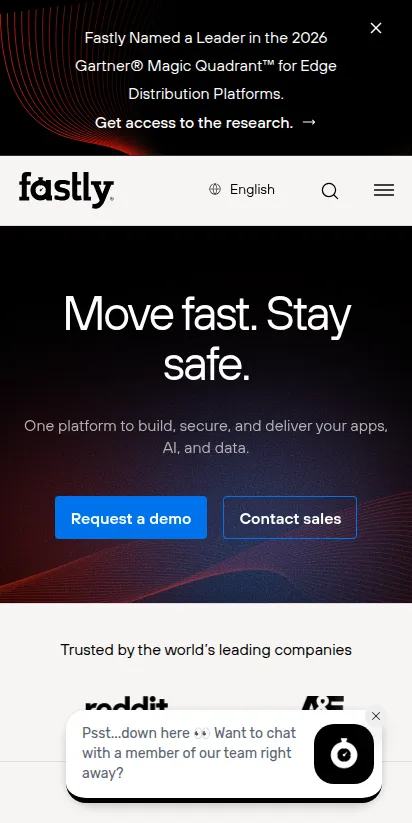 Fastly Named a Leader in the 2026
Gartner® Magic Quadrant™ for Edge
Distribution Platforms.
Get access to the research. →
fastly
English
Move fast. Stay
safe.
One platform to build, secure, and deliver your apps,
AI, and data.
Request a demo
Contact sales
Trusted by the world's leading companies
reddit
A&E
Psst...down here 👀 Want to chat
with a member of our team right
away?